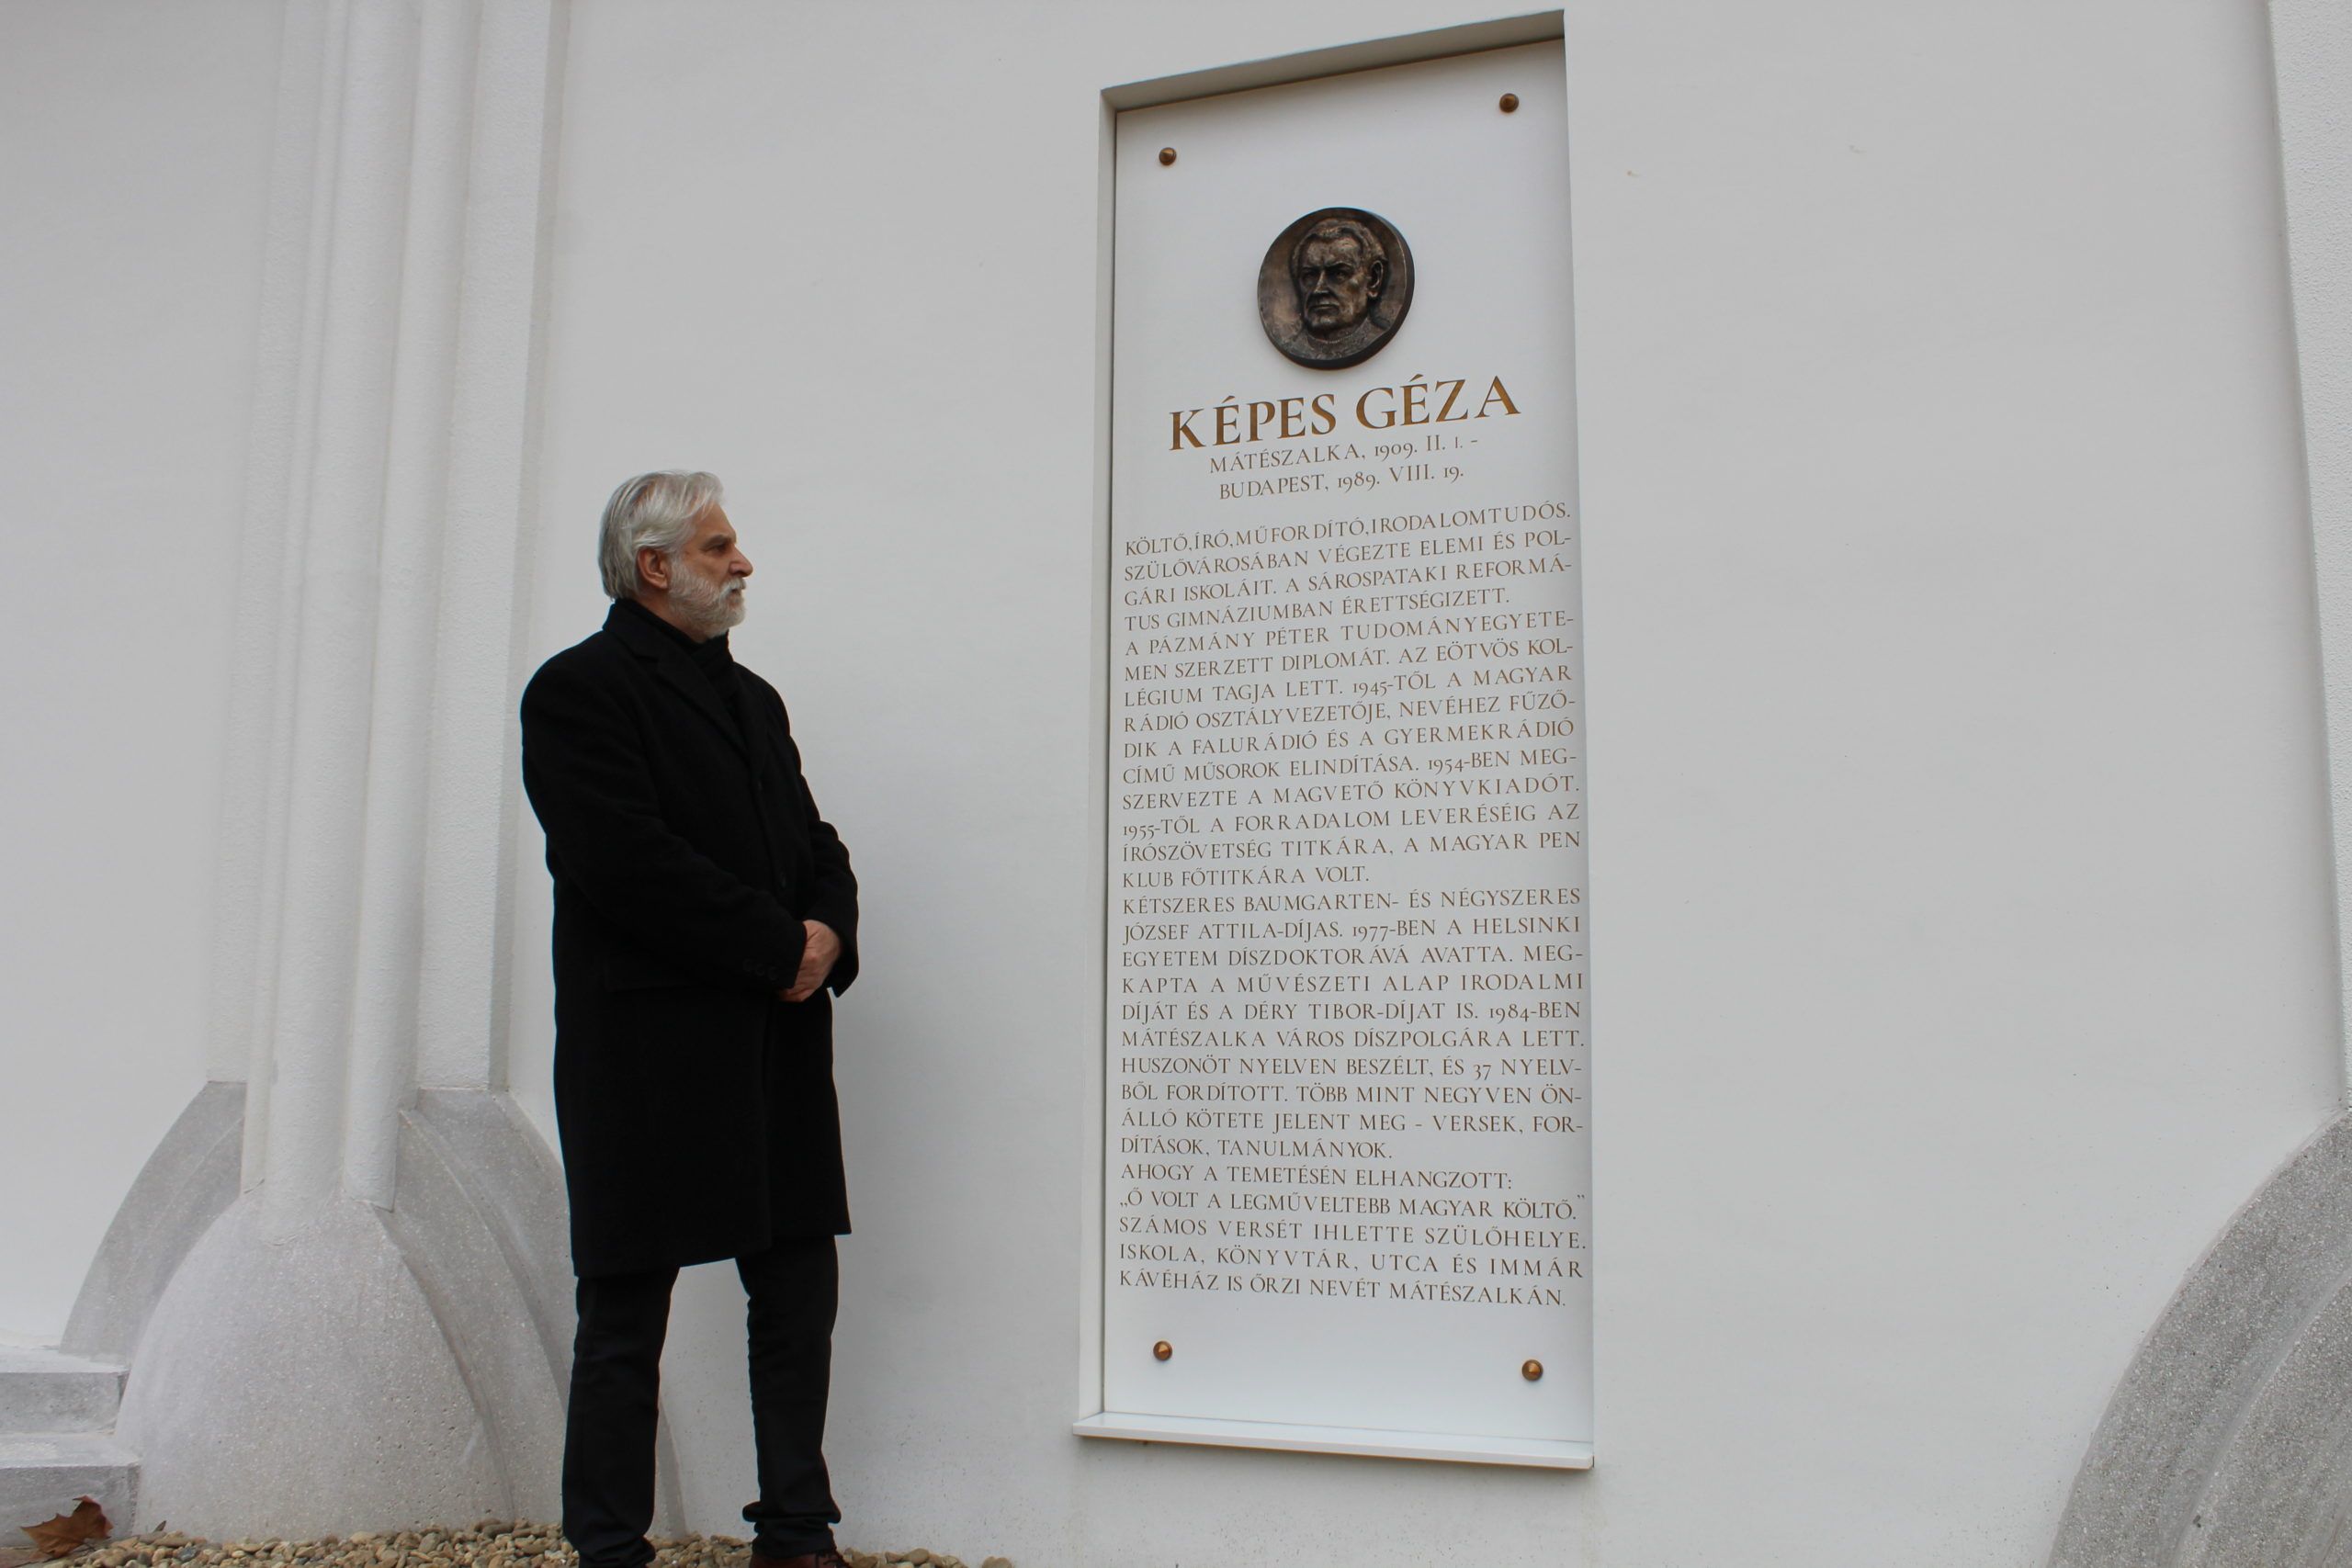 KÉPES GÉZA
MÁTÉSZALKA, 1909. II. 1. -
BUDAPEST, 1989. VIII. 19.
KÖLTŐ, ÍRÓ, MŰFORDÍTÓ, IRODALOMTUDÓS.
SZÜLŐVÁROSÁBAN VÉGEZTE ELEMI ÉS POL-
GÁRI ISKOLÁIT. A SÁROSPATAKI REFORMÁ-
TUS GIMNÁZIUMBAN ÉRETTSÉGIZETT.
A PÁZMÁNY PÉTER TUDOMÁNYEGYETE-
MEN SZERZETT DIPLOMÁT. AZ EÖTVÖS KOL-
LÉGIUM TAGJA LETT. 1945-TŐL A MAGYAR
RÁDIÓ OSZTÁLYVEZETŐJE, NEVÉHEZ FŰZŐ-
DIK A FALURÁDIÓ ÉS A GYERMEKRÁDIÓ
CÍMŰ MŰSOROK ELINDÍTÁSA. 1954-BEN MEG-
SZERVEZTE A MAGVETŐ KÖNYVKIADÓT.
1955-TŐL A FORRADALOM LEVERÉSÉIG AZ
ÍRÓSZÖVETSÉG TITKÁRA, A MAGYAR PEN
KLUB FŐTITKÁRA VOLT.
KÉTSZERES BAUMGARTEN- ÉS NÉGYSZERES
JÓZSEF ATTILA-DÍJAS. 1977-BEN A HELSINKI
EGYETEM DÍSZDOKTORÁVÁ AVATTA. MEG-
KAPTA A MŰVÉSZETI ALAP IRODALMI
DÍJÁT ÉS A DÉRY TIBOR-DÍJAT IS. 1984-BEN
MÁTÉSZALKA VÁROS DÍSZPOLGÁRA LETT.
HUSZONÖT NYELVEN BESZÉLT, ÉS 37 NYELV-
BŐL FORDÍTOTT. TÖBB MINT NEGYVEN ÖN-
ÁLLÓ KÖTETE JELENT MEG - VERSEK, FOR-
DÍTÁSOK, TANULMÁNYOK.
AHOGY A TEMETÉSÉN ELHANGZOTT:
„Ő VOLT A LEGMŰVELTEBB MAGYAR KÖLTŐ.”
SZÁMOS VERSÉT IHLETTE SZÜLŐHELYE.
ISKOLA, KÖNYVTÁR, UTCA ÉS IMMÁR
KÁVÉHÁZ IS ŐRZI NEVÉT MÁTÉSZALKÁN.